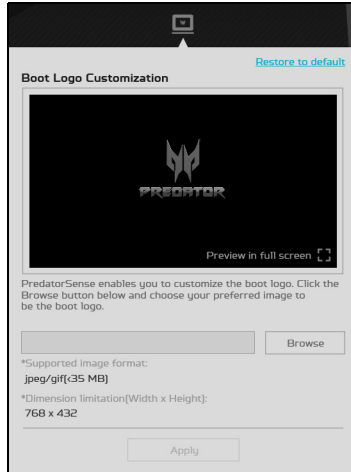 Restore to default
Boot Logo Customization
PREDATOR
Preview in full screen
PredatorSense enables you to customize the boot logo. Click the
Browse button below and choose your preferred image to
be the boot logo.
Browse
*Supported image format:
jpeg/gif(<35 MB)
*Dimension limitation(Width x Height):
768 x 432
Apply